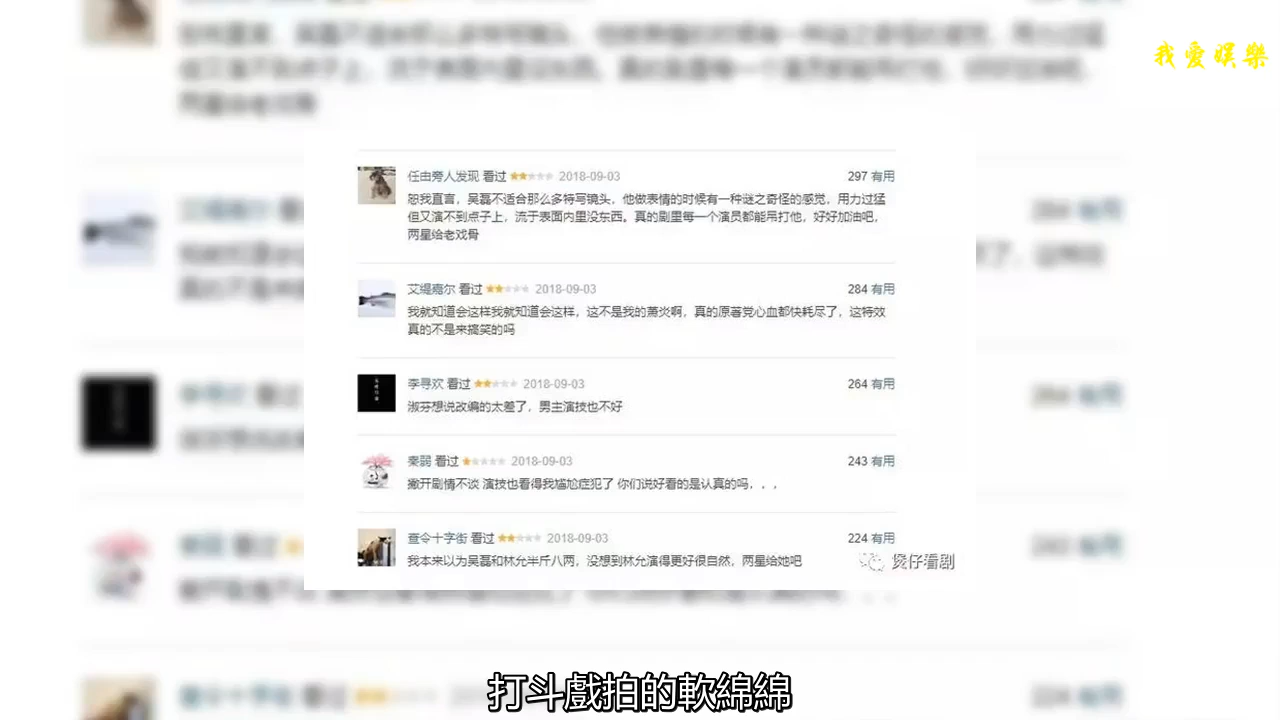 我愛娛樂
任由旁人发现 看过 2018-09-03 297 有用
恕我直言，吴磊不适合那么多特写镜头，他做表情的时候有一种谜之奇怪的感觉，用力过猛
但又演不到点子上，流于表面内里没东西。真的剧里每一个演员都能吊打他，好好加油吧，
两星给老戏骨
艾缇雍尔 看过 2018-09-03 284 有用
我就知道会这样我就知道会这样，这不是我的萧炎啊，真的原著党心血都快耗尽了，这特效
真的不是来搞笑的吗
李寻欢 看过 2018-09-03 264 有用
淑芬想说改编的太差了，男主演技也不好
秦弱 看过 2018-09-03 243 有用
撇开剧情不谈 演技也看得我尴尬症犯了 你们说好看的是认真的吗，，，
查令十字街 看过 2018-09-03 224 有用
我本来以为吴磊和林允半斤八两，没想到林允演得更好很自然，两星给她吧
煲仔看剧
打斗戲拍的軟綿綿